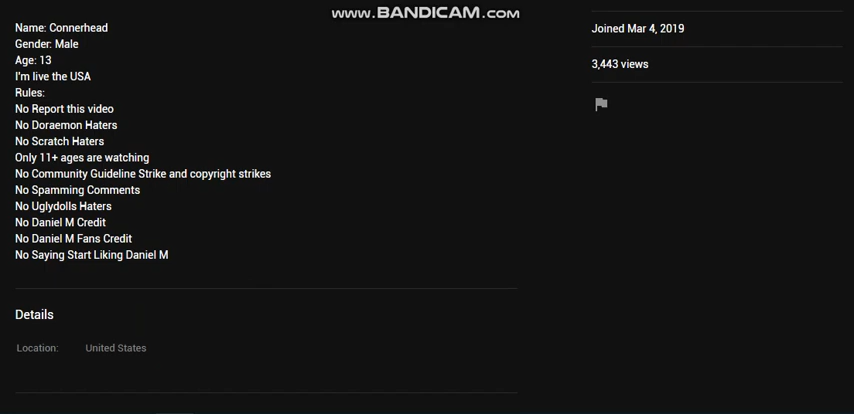 www.BANDICAM.com
Name: Connerhead
Gender: Male
Age: 13
I'm live the USA
Rules:
No Report this video
No Doraemon Haters
No Scratch Haters
Only 11+ ages are watching
No Community Guideline Strike and copyright strikes
No Spamming Comments
No Uglydolls Haters
No Daniel M Credit
No Daniel M Fans Credit
No Saying Start Liking Daniel M
Details
Location: United States
Joined Mar 4, 2019
3,443 views